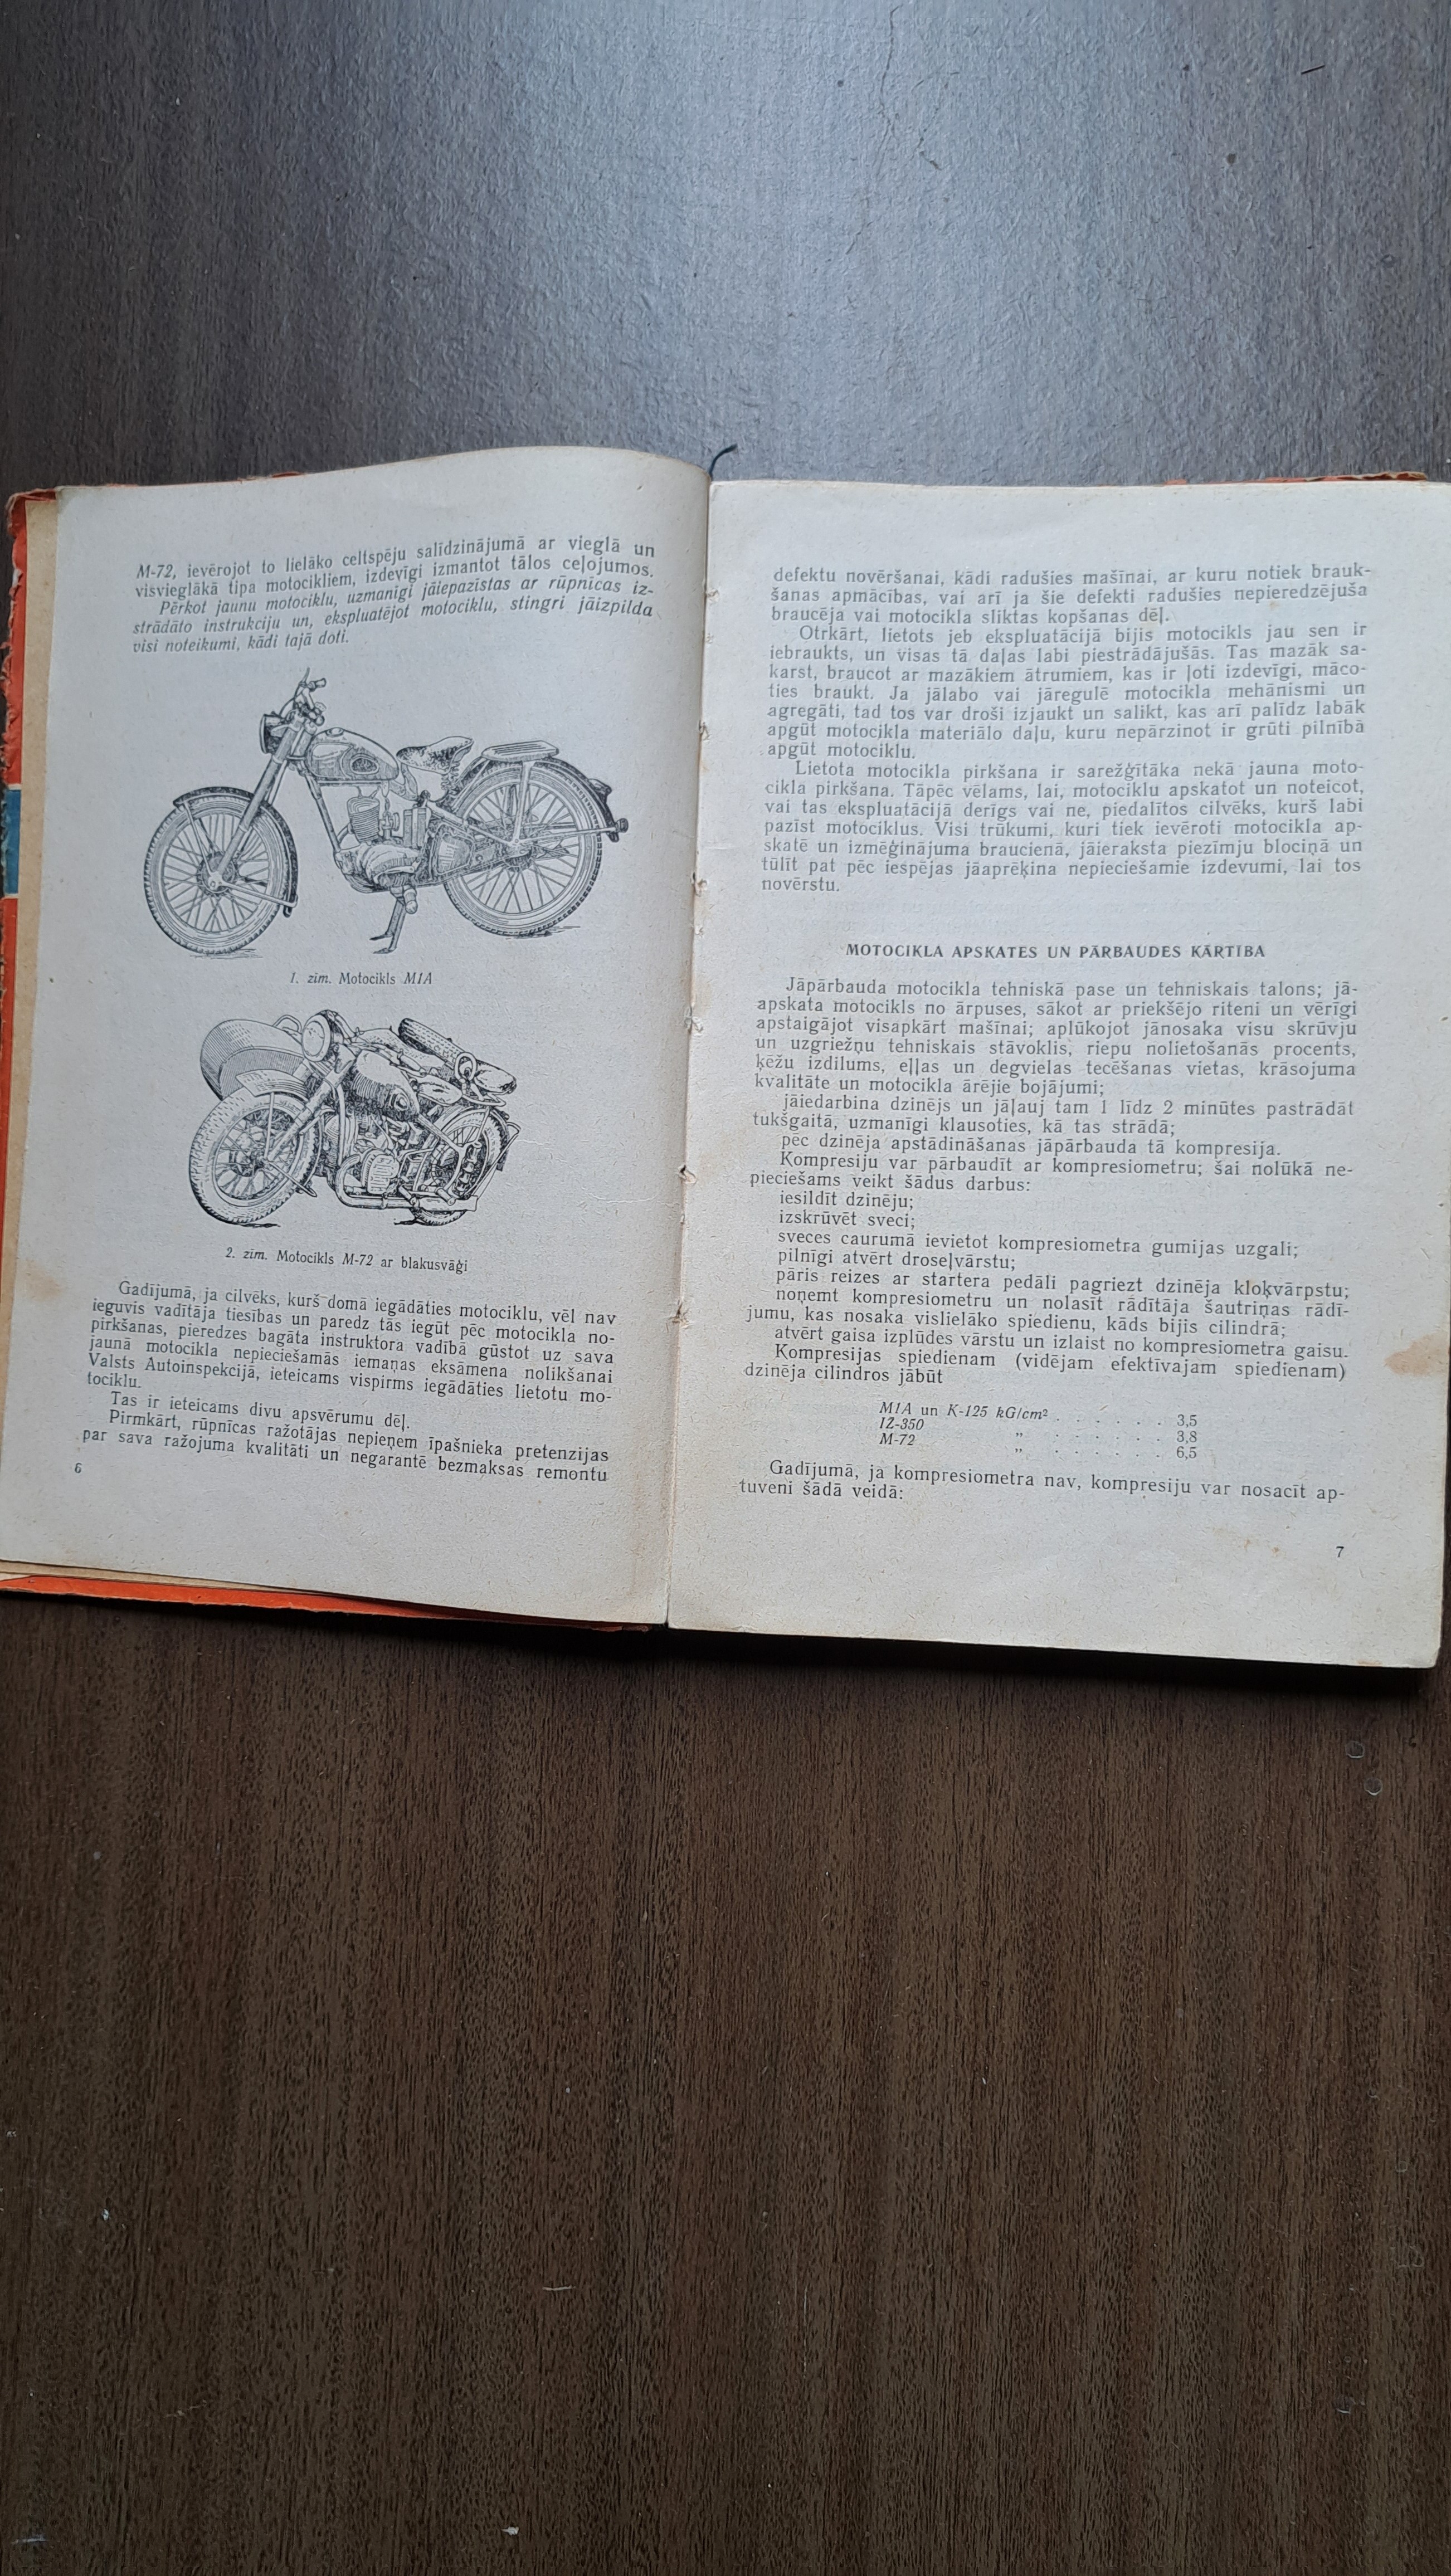 M-72, ievērojot to lielāko celtspēju salīdzinājumā ar vieglā un
visvieglākā tipa motocikliem, izdevīgi izmantot tālos ceļojumos.
Pērkot jaunu motociklu, uzmanīgi jāiepazīstas ar rūpnīcas iz-
strādāto instrukciju un, ekspluatējot motociklu, stingri jāizpilda
visi noteikumi, kādi tajā doti.
1. zim. Motocikls M1A
2. zim. Motocikls M-72 ar blakusvāģi
Gadījumā, ja cilvēks, kurš domā iegādāties motociklu, vēl nav
ieguvis vadītāja tiesības un paredz tās iegūt pēc motocikla no-
pirkšanas, pieredzes bagāta instruktora vadībā gūstot uz sava
jaunā motocikla nepieciešamās iemaņas eksāmena nolikšanai
Valsts Autoinspekcijā, ieteicams vispirms iegādāties lietotu mo-
tociklu.
Tas ir ieteicams divu apsvērumu dēļ.
Pirmkārt, rūpnīcas ražotājas nepieņem īpašnieka pretenzijas
par sava ražojuma kvalitāti un negarantē bezmaksas remontu
6
defektu novēršanai, kādi radušies mašīnai, ar kuru notiek brauk-
šanas apmācības, vai arī ja šie defekti radušies nepieredzējuša
braucēja vai motocikla sliktas kopšanas dēļ.
Otrkārt, lietots jeb ekspluatācijā bijis motocikls jau sen ir
iebraukts, un visas tā daļas labi piestrādājušās. Tas mazāk sa-
karst, braucot ar mazākiem ātrumiem, kas ir ļoti izdevīgi, māco-
ties braukt. Ja jālabo vai jāregulē motocikla mehānismi un
agregāti, tad tos var droši izjaukt un salikt, kas arī palīdz labāk
apgūt motocikla materiālo daļu, kuru nepārzinot ir grūti pilnībā
apgūt motociklu.
Lietota motocikla pirkšana ir sarežģītāka nekā jauna moto-
cikla pirkšana. Tāpēc vēlams, lai, motociklu apskatot un noteicot,
vai tas ekspluatācijā derīgs vai ne, piedalītos cilvēks, kurš labi
pazīst motociklus. Visi trūkumi, kuri tiek ievēroti motocikla ap-
skatē un izmēģinājuma braucienā, jāieraksta piezīmju blociņā un
tūlīt pat pēc iespējas jāaprēķina nepieciešamie izdevumi, lai tos
novērstu.
MOTOCIKLA APSKATES UN PĀRBAUDES KĀRTĪBA
Jāpārbauda motocikla tehniskā pase un tehniskais talons; jā-
apskata motocikls no ārpuses, sākot ar priekšējo riteni un vērīgi
apstaigājot visapkārt mašīnai; aplūkojot jānosaka visu skrūvju
un uzgriežņu tehniskais stāvoklis, riepu nolietošanās procents,
ķēžu izdilums, eļļas un degvielas tecēšanas vietas, krāsojuma
kvalitāte un motocikla ārējie bojājumi;
jāiedarbina dzinējs un jāļauj tam 1 līdz 2 minūtes pastrādāt
tukšgaitā, uzmanīgi klausoties, kā tas strādā;
pēc dzinēja apstādināšanas jāpārbauda tā kompresija.
Kompresiju var pārbaudīt ar kompresiometru; šai nolūkā ne-
pieciešams veikt šādus darbus:
iesildīt dzinēju;
izskrūvēt sveci;
sveces caurumā ievietot kompresiometra gumijas uzgali;
pilnīgi atvērt droseļvārstu;
pāris reizes ar startera pedāli pagriezt dzinēja kloķvārpstu;
noņemt kompresiometru un nolasīt rādītāja šautriņas rādī-
jumu, kas nosaka vislielāko spiedienu, kāds bijis cilindrā;
atvērt gaisa izplūdes vārstu un izlaist no kompresiometra gaisu.
Kompresijas spiedienam (vidējam efektīvajam spiedienam)
dzinēja cilindros jābūt
M1A un K-125 kG/cm² . . . . . . 3,5
IZ-350 „ . . . . . . 3,8
M-72 „ . . . . . . 6,5
Gadījumā, ja kompresiometra nav, kompresiju var nosacīt ap-
tuveni šādā veidā:
7